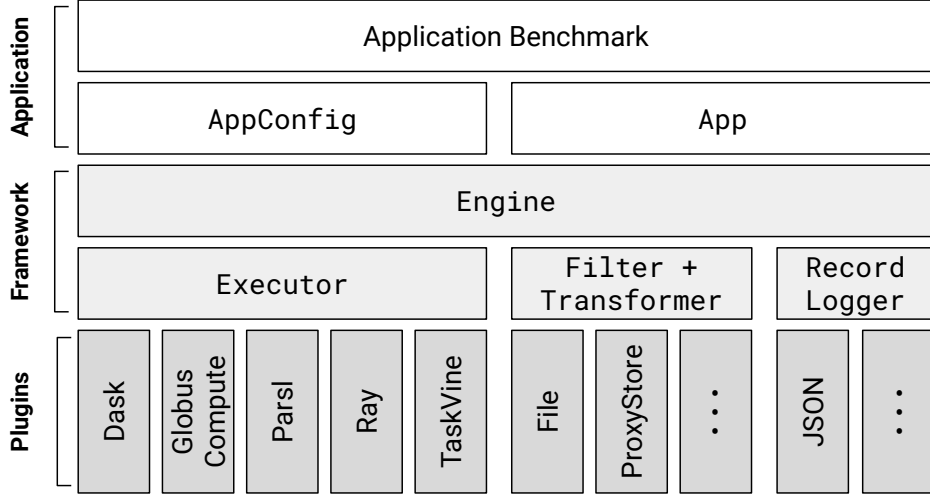 Application
Application Benchmark
AppConfig
App
Framework
Engine
Executor
Filter +
Transformer
Record
Logger
Plugins
Dask
Globus
Compute
Parsl
Ray
TaskVine
File
ProxyStore
...
JSON
...